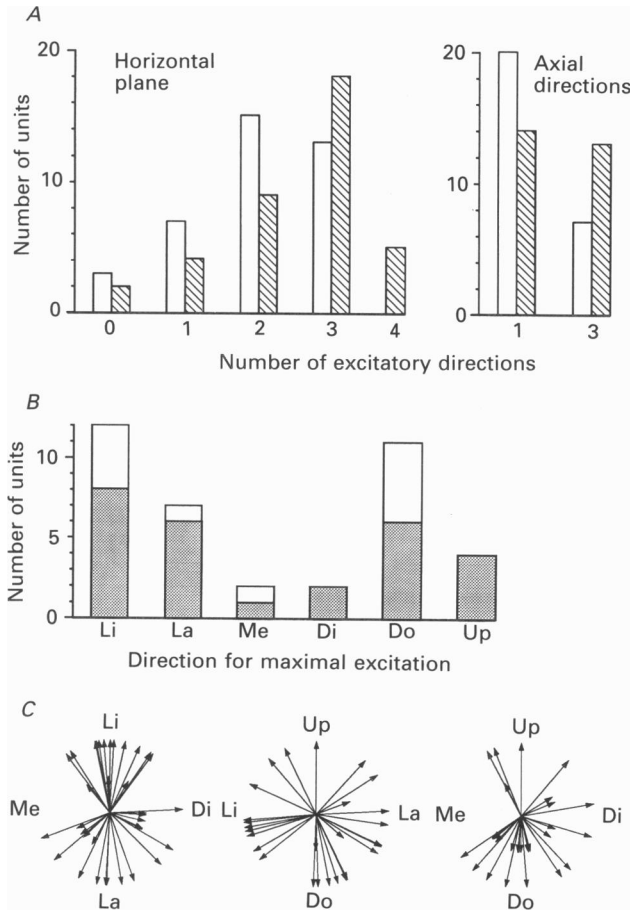 A
Number of units
20
10
0
Horizontal
plane
0 1 2 3 4
20
10
0
Axial
directions
1 3
Number of excitatory directions
B
Number of units
10
5
0
Li La Me Di Do Up
Direction for maximal excitation
C
Li
Me Di
La
Up
Li La
Do
Up
Me Di
Do